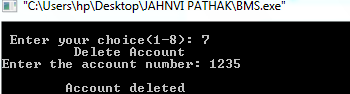 "C:\Users\hp\Desktop\JAHNVI PATHAK\BMS.exe"
Enter your choice(1-8): 7
Delete Account
Enter the account number: 1235
Account deleted